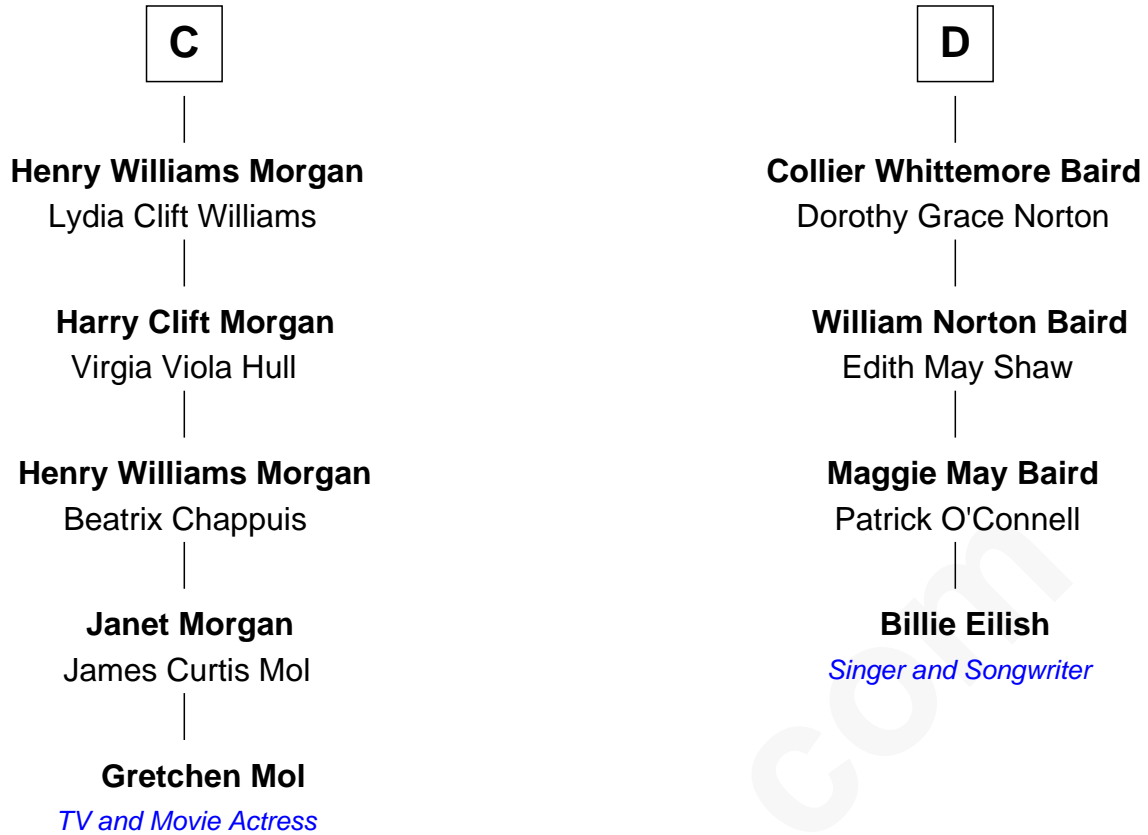 C
Henry Williams Morgan
Lydia Clift Williams
Harry Clift Morgan
Virgia Viola Hull
Henry Williams Morgan
Beatrix Chappuis
Janet Morgan
James Curtis Mol
Gretchen Mol
TV and Movie Actress
D
Collier Whittemore Baird
Dorothy Grace Norton
William Norton Baird
Edith May Shaw
Maggie May Baird
Patrick O'Connell
Billie Eilish
Singer and Songwriter
com